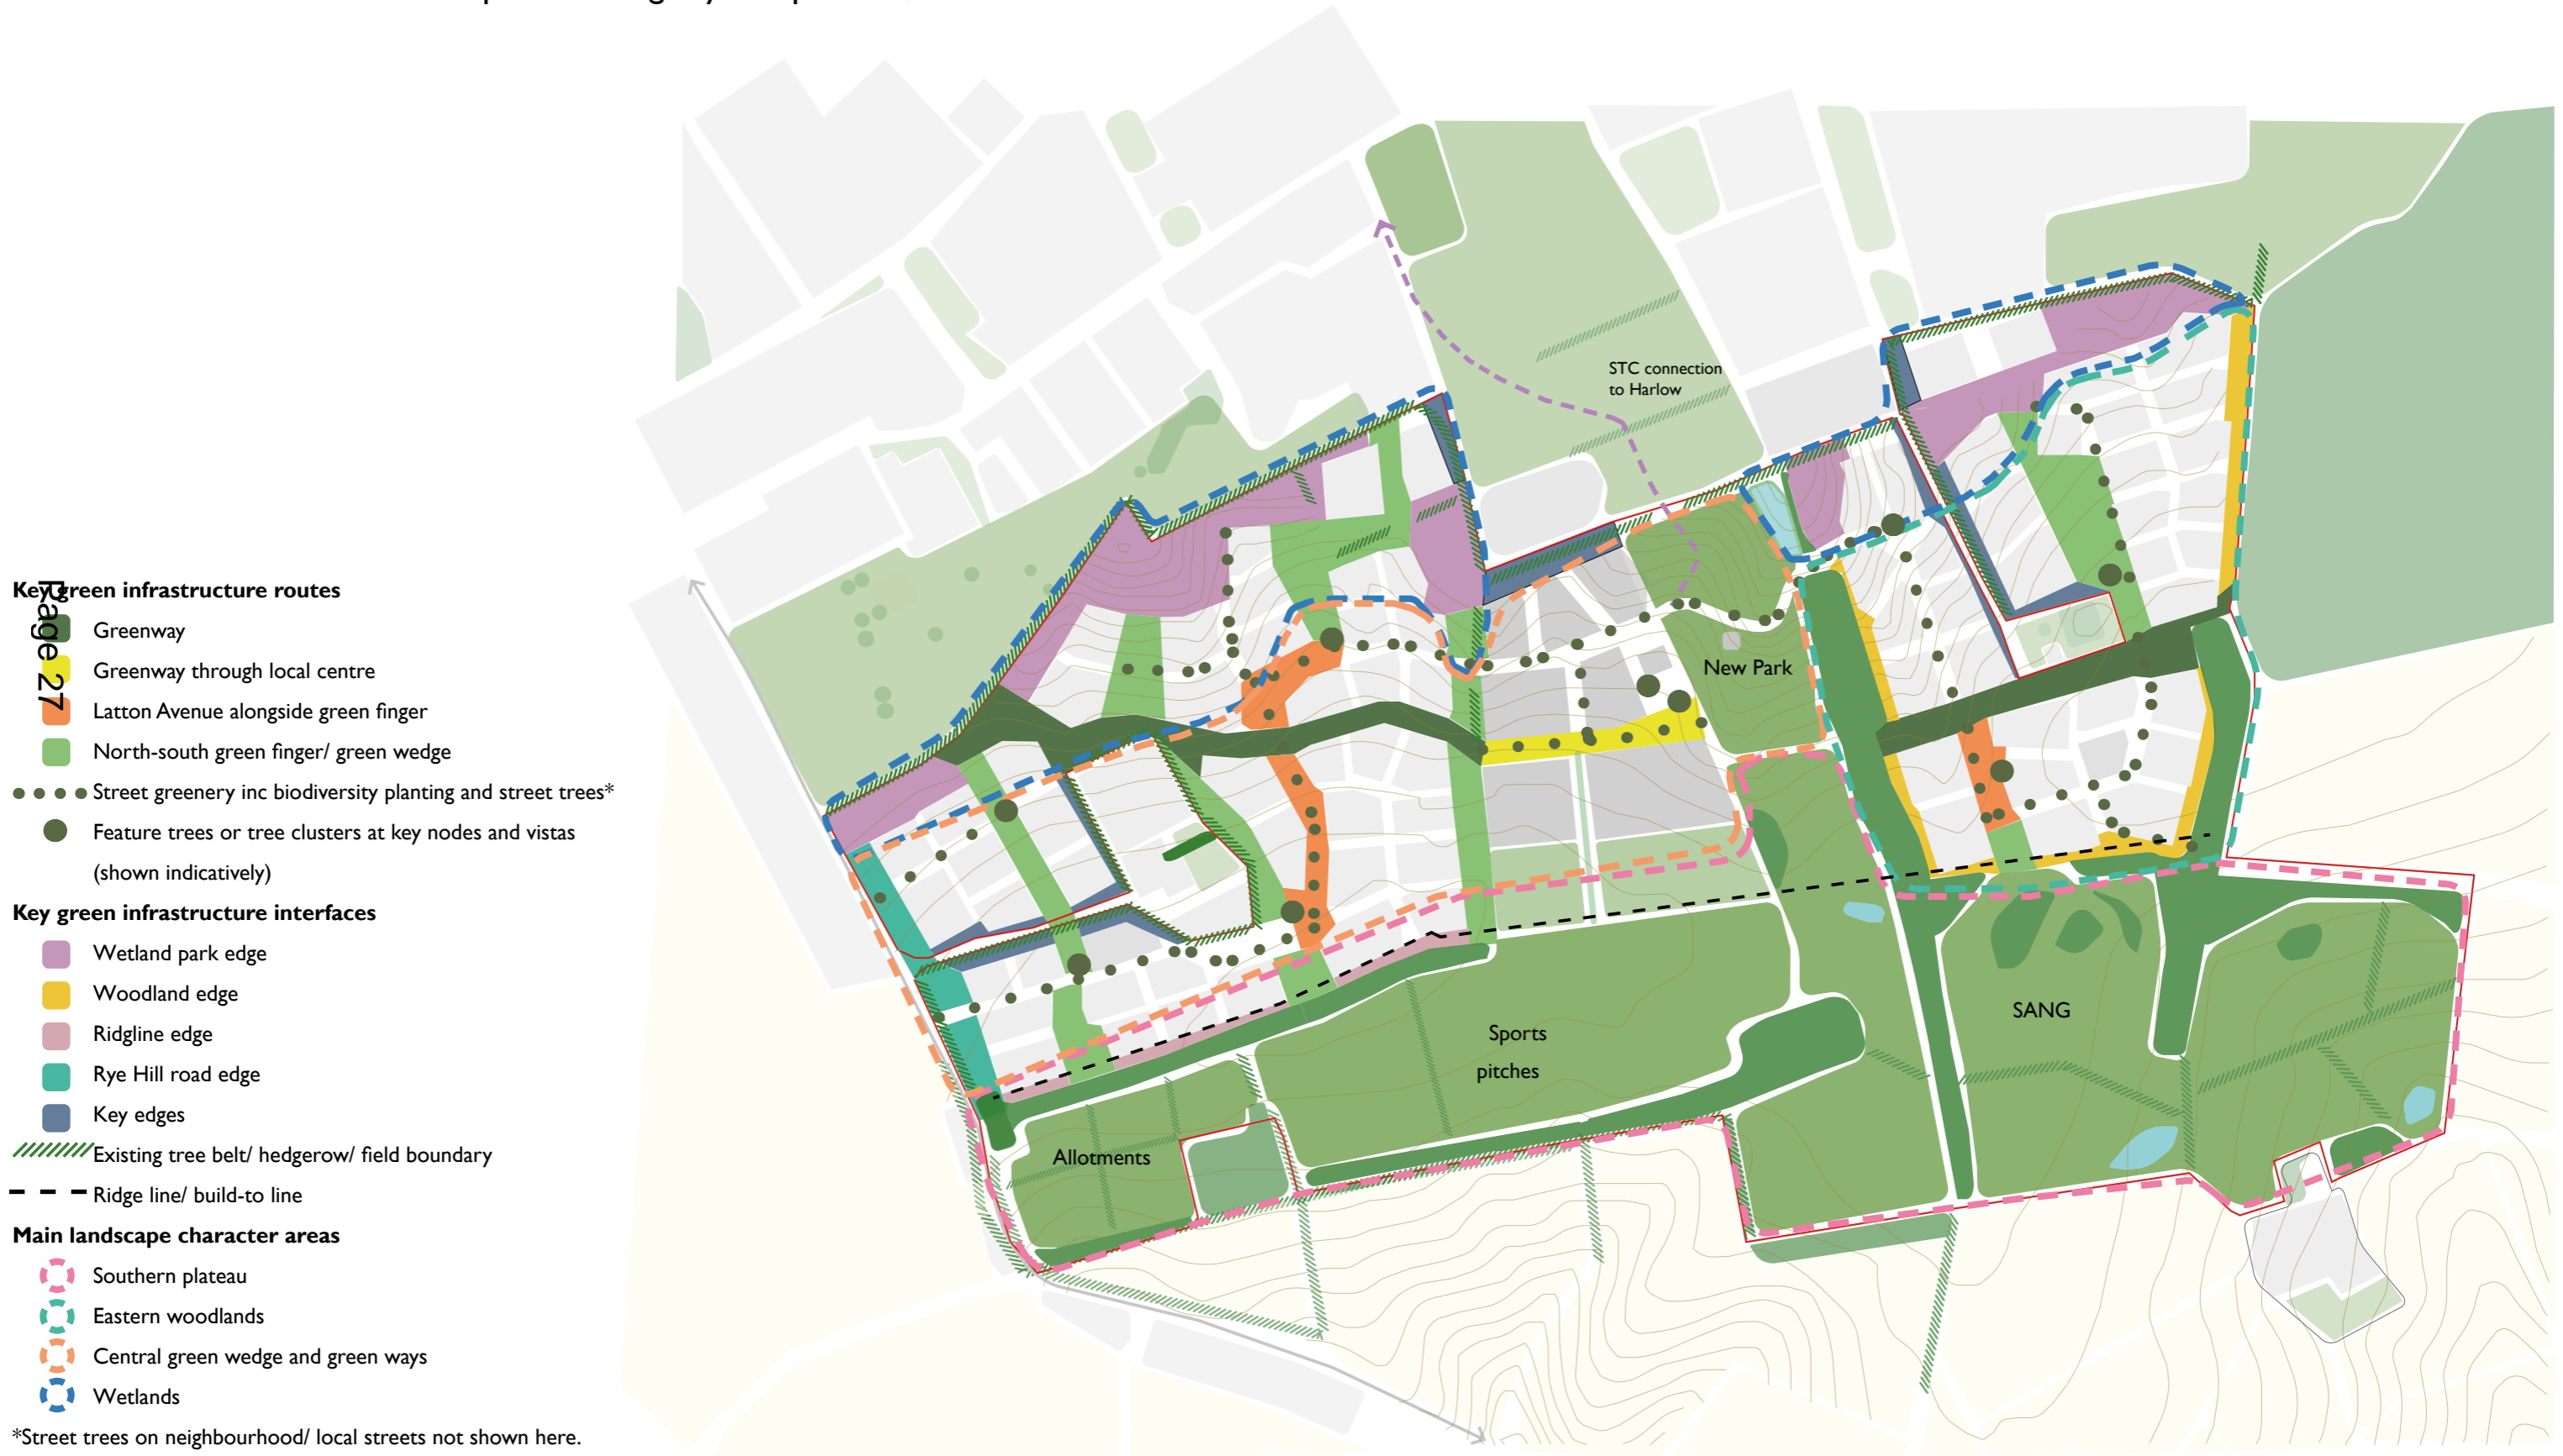 Key green infrastructure routes
Greenway
Greenway through local centre
Latton Avenue alongside green finger
North-south green finger/ green wedge
Street greenery inc biodiversity planting and street trees*
Feature trees or tree clusters at key nodes and vistas
(shown indicatively)
Key green infrastructure interfaces
Wetland park edge
Woodland edge
Ridgline edge
Rye Hill road edge
Key edges
Existing tree belt/ hedgerow/ field boundary
Ridge line/ build-to line
Main landscape character areas
Southern plateau
Eastern woodlands
Central green wedge and green ways
Wetlands
*Street trees on neighbourhood/ local streets not shown here.
Page 27
STC connection
to Harlow
New Park
SANG
Sports
pitches
Allotments